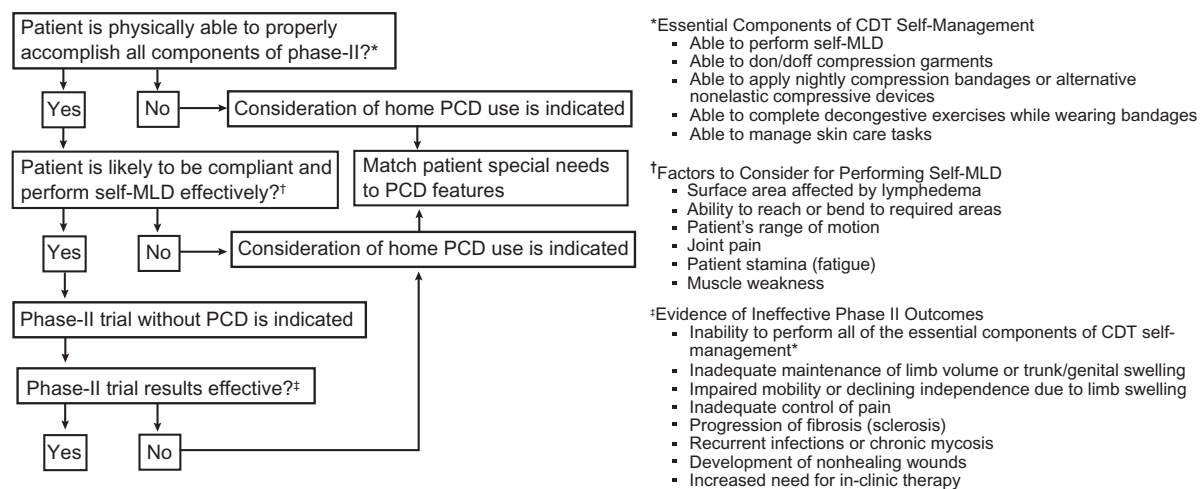 Patient is physically able to properly
accomplish all components of phase-II?*
Yes
No
Consideration of home PCD use is indicated
Patient is likely to be compliant and
perform self-MLD effectively?†
Match patient special needs
to PCD features
Yes
No
Consideration of home PCD use is indicated
Phase-II trial without PCD is indicated
Phase-II trial results effective?‡
Yes
No
*Essential Components of CDT Self-Management
▪ Able to perform self-MLD
▪ Able to don/doff compression garments
▪ Able to apply nightly compression bandages or alternative
nonelastic compressive devices
▪ Able to complete decongestive exercises while wearing bandages
▪ Able to manage skin care tasks
†Factors to Consider for Performing Self-MLD
▪ Surface area affected by lymphedema
▪ Ability to reach or bend to required areas
▪ Patient's range of motion
▪ Joint pain
▪ Patient stamina (fatigue)
▪ Muscle weakness
‡Evidence of Ineffective Phase II Outcomes
▪ Inability to perform all of the essential components of CDT self-
management*
▪ Inadequate maintenance of limb volume or trunk/genital swelling
▪ Impaired mobility or declining independence due to limb swelling
▪ Inadequate control of pain
▪ Progression of fibrosis (sclerosis)
▪ Recurrent infections or chronic mycosis
▪ Development of nonhealing wounds
▪ Increased need for in-clinic therapy